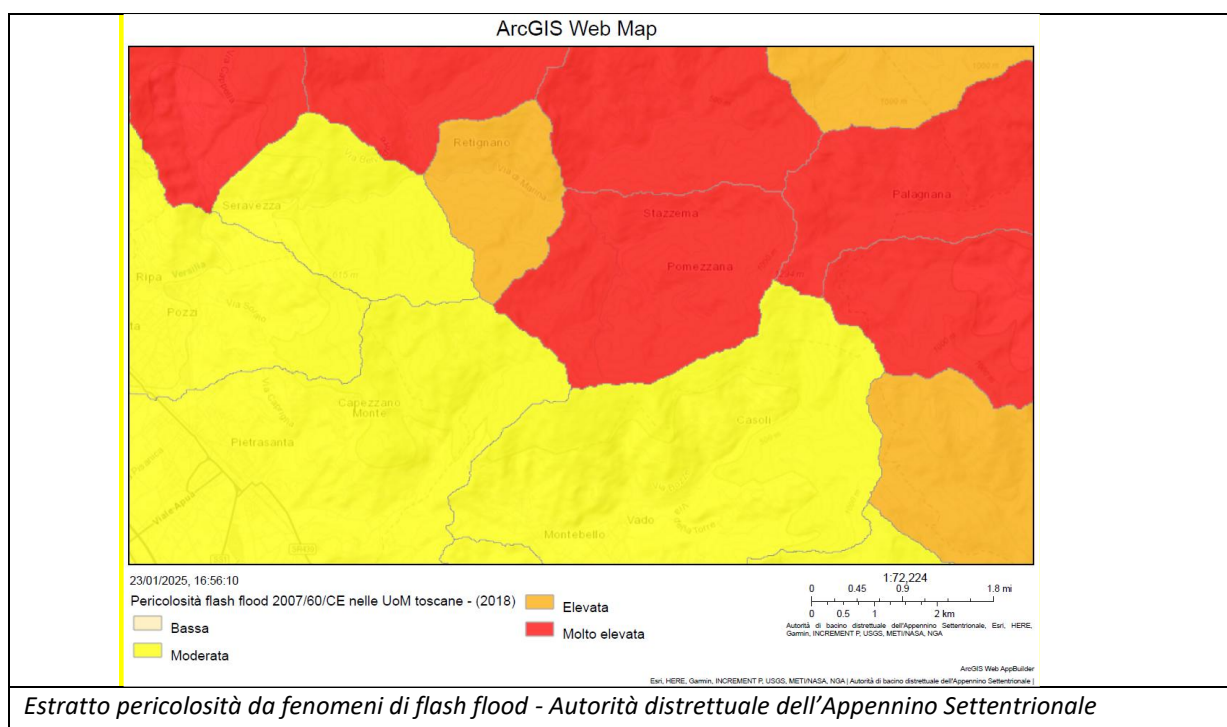 ArcGIS Web Map
Retignano
Palagnana
Seravezza
Stazzema
Pomezzana
Ripa
Versilia
Pozzi
Capezzano
Monte
Casoli
Pietrasanta
Viale Apua
Vado
Montebello
23/01/2025, 16:56:10
Pericolosità flash flood 2007/60/CE nelle UoM toscane - (2018)
Bassa
Moderata
Elevata
Molto elevata
1:72,224
0 0.45 0.9 1.8 mi
0 0.5 1 2 km
Autorità di bacino distrettuale dell'Appennino Settentrionale, Esri, HERE,
Garmin, INCREMENT P, USGS, METI/NASA, NGA
ArcGIS Web AppBuilder
Esri, HERE, Garmin, INCREMENT P, USGS, METI/NASA, NGA | Autorità di bacino distrettuale dell'Appennino Settentrionale |
Estratto pericolosità da fenomeni di flash flood - Autorità distrettuale dell'Appennino Settentrionale